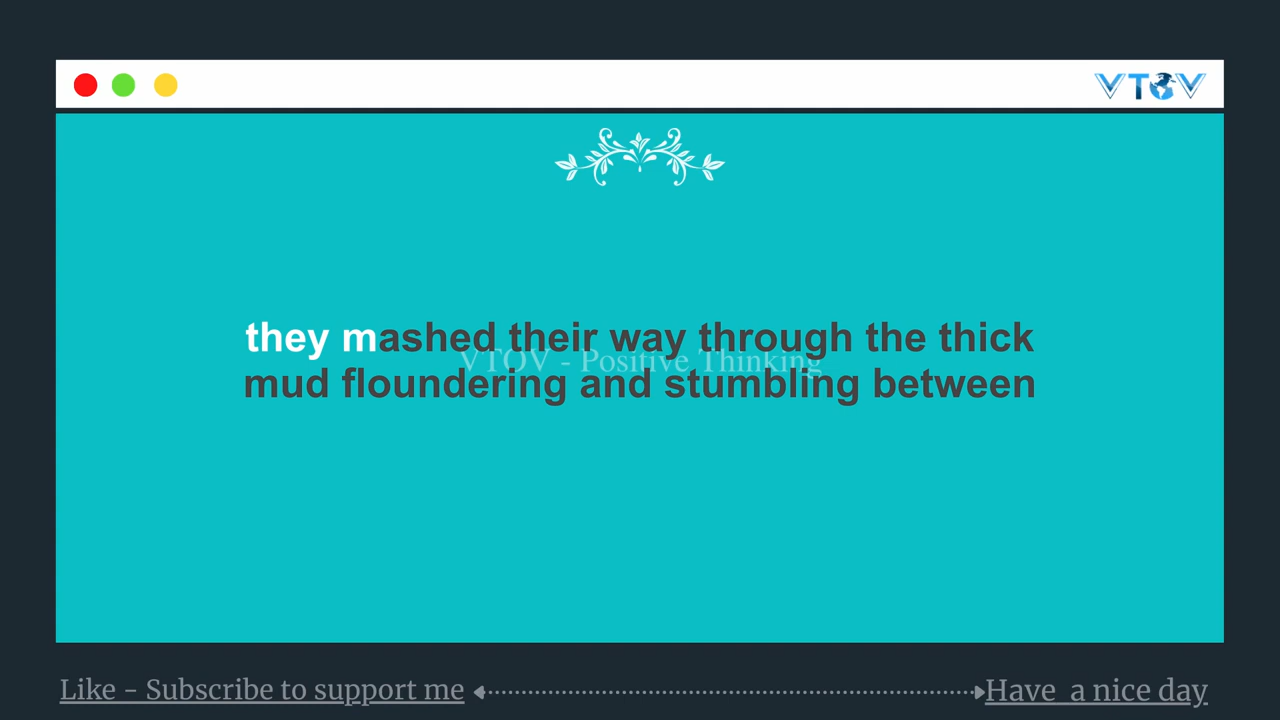 VTOV
they mashed their way through the thick
VTOV - Positive Thinking
mud floundering and stumbling between
Like - Subscribe to support me
Have a nice day